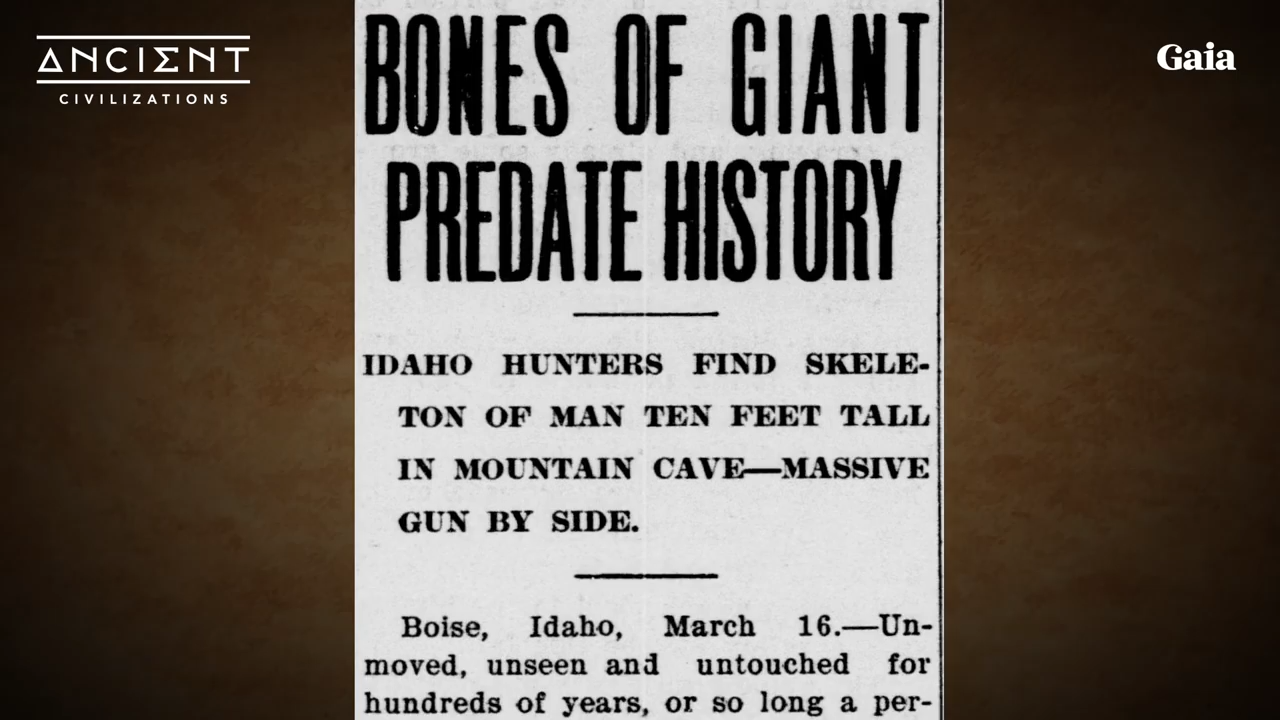 ANCIENT
CIVILIZATIONS
Gaia
BONES OF GIANT
PREDATE HISTORY
IDAHO HUNTERS FIND SKELE-
TON OF MAN TEN FEET TALL
IN MOUNTAIN CAVE—MASSIVE
GUN BY SIDE.
Boise, Idaho, March 16.—Un-
moved, unseen and untouched for
hundreds of years, or so long a per-